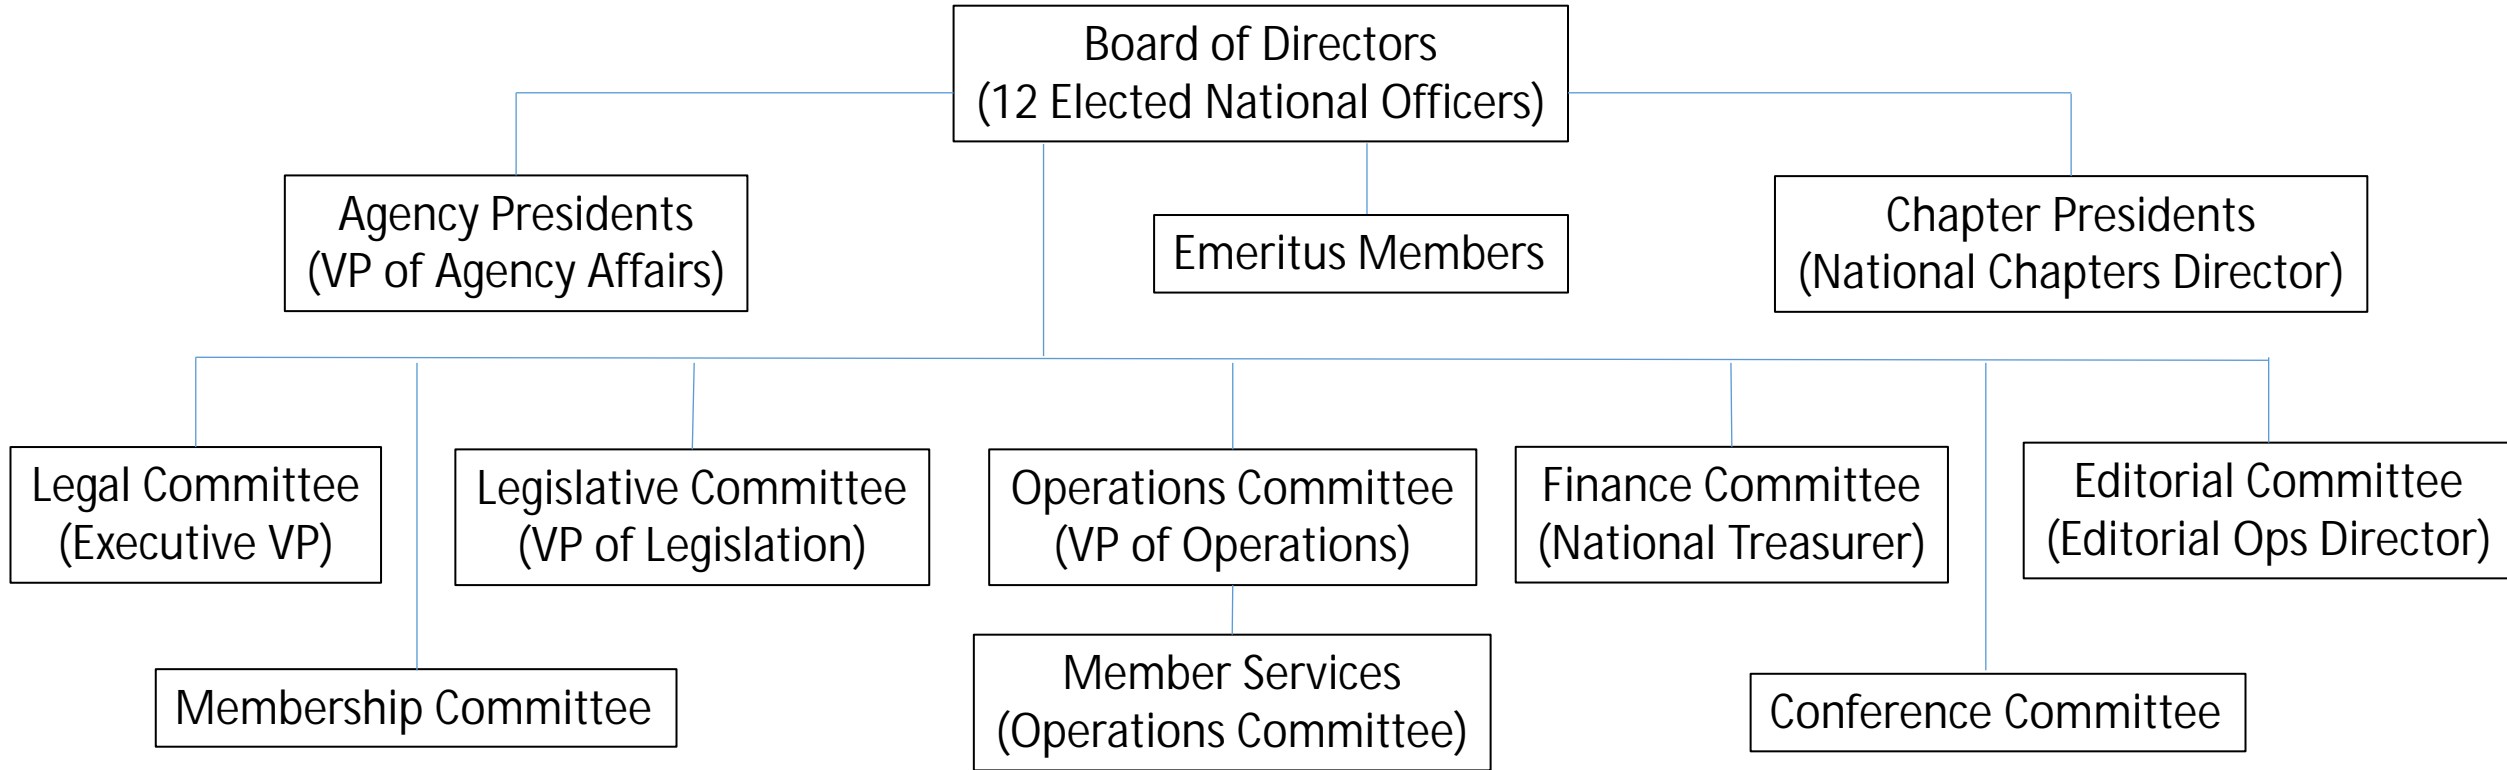 Board of Directors
(12 Elected National Officers)
Agency Presidents
(VP of Agency Affairs)
Emeritus Members
Chapter Presidents
(National Chapters Director)
Legal Committee
(Executive VP)
Legislative Committee
(VP of Legislation)
Operations Committee
(VP of Operations)
Finance Committee
(National Treasurer)
Editorial Committee
(Editorial Ops Director)
Membership Committee
Member Services
(Operations Committee)
Conference Committee